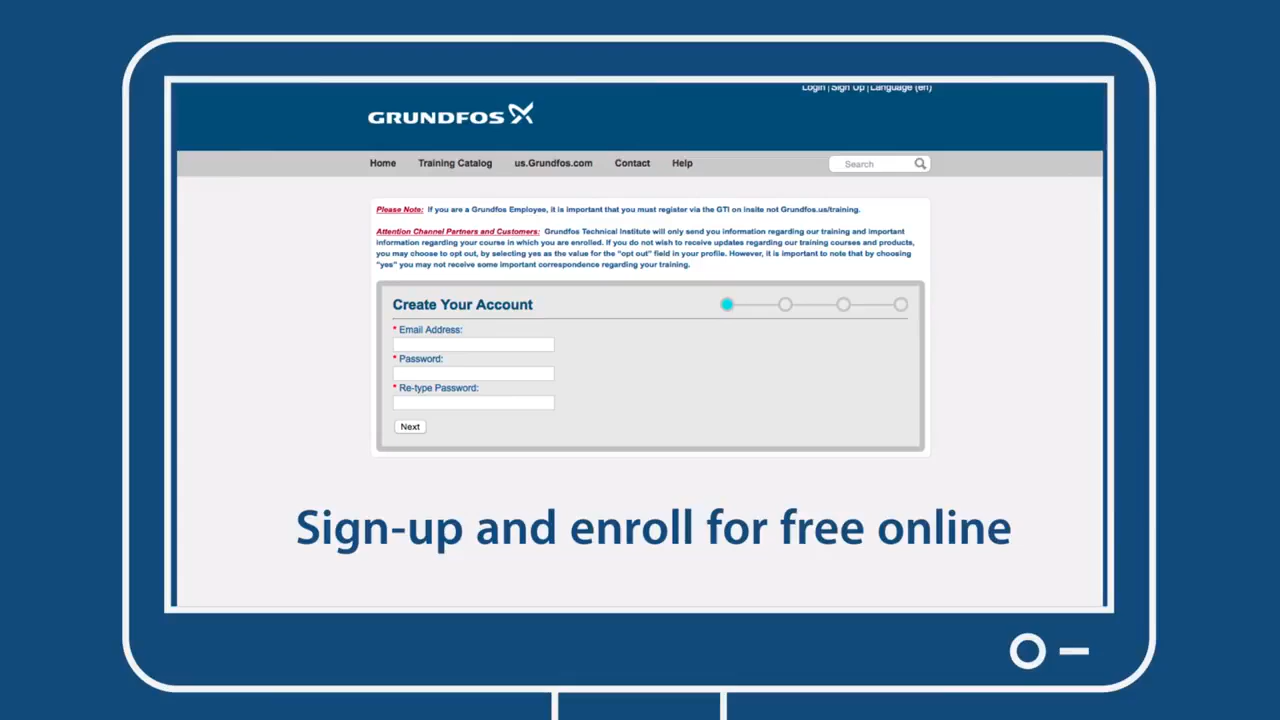 Login | Sign Up | Language (en)
GRUNDFOS
Home Training Catalog us.Grundfos.com Contact Help Search
Please Note: If you are a Grundfos Employee, it is important that you must register via the GTI on insite not Grundfos.us/training.
Attention Channel Partners and Customers: Grundfos Technical Institute will only send you information regarding our training and important
information regarding your course in which you are enrolled. If you do not wish to receive updates regarding our training courses and products,
you may choose to opt out, by selecting yes as the value for the "opt out" field in your profile. However, it is important to note that by choosing
"yes" you may not receive some important correspondence regarding your training.
Create Your Account
* Email Address:
* Password:
* Re-type Password:
Next
Sign-up and enroll for free online